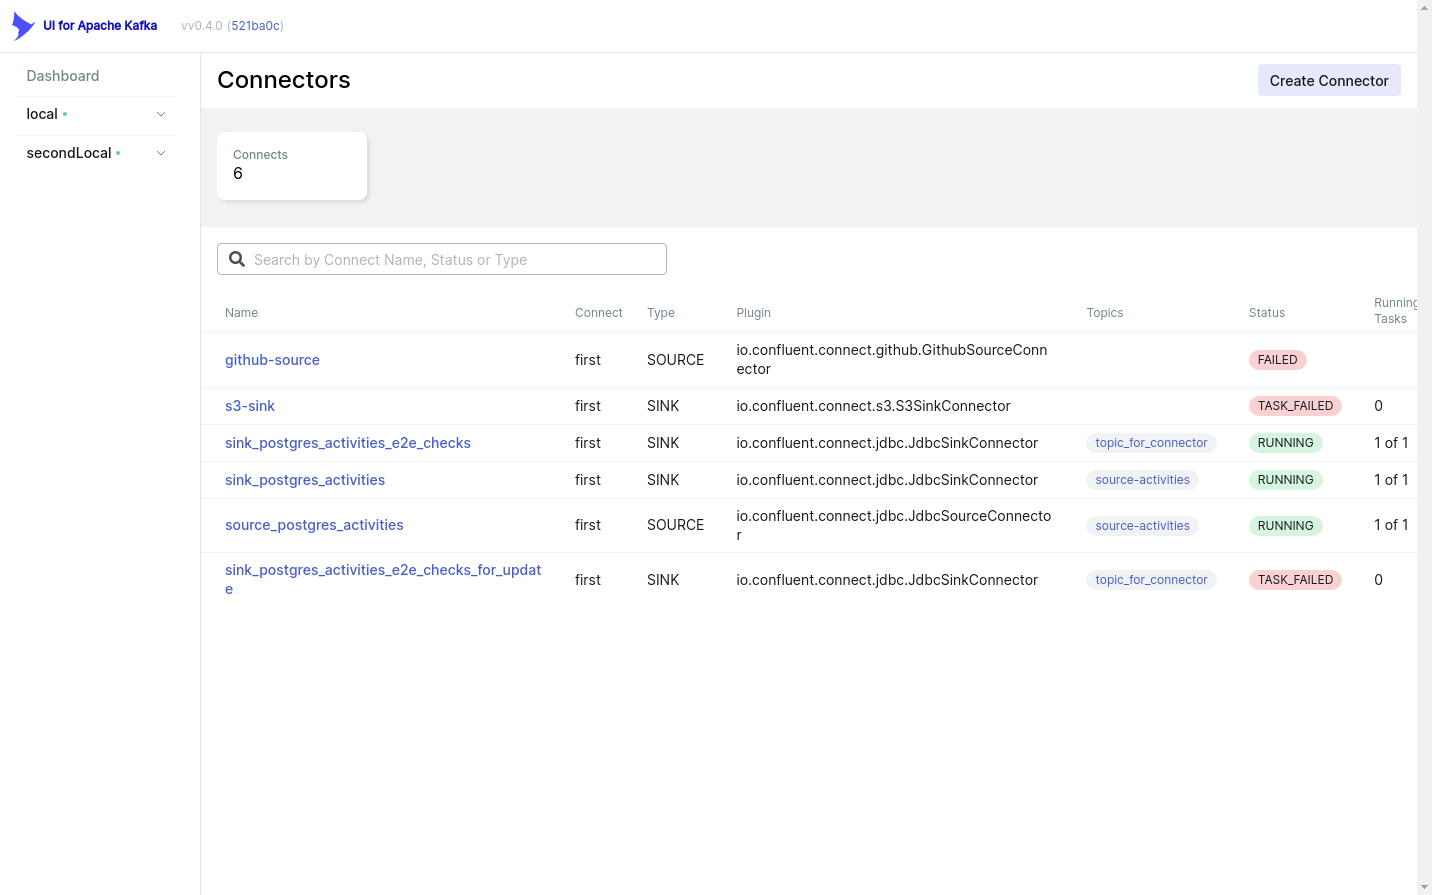 UI for Apache Kafka vv0.4.0 (521ba0c)
Dashboard
local
secondLocal
Connectors
Create Connector
Connects
6
Search by Connect Name, Status or Type
Name Connect Type Plugin Topics Status Running Tasks
github-source first SOURCE io.confluent.connect.github.GithubSourceConn
ector FAILED
s3-sink first SINK io.confluent.connect.s3.S3SinkConnector TASK_FAILED 0
sink_postgres_activities_e2e_checks first SINK io.confluent.connect.jdbc.JdbcSinkConnector topic_for_connector RUNNING 1 of 1
sink_postgres_activities first SINK io.confluent.connect.jdbc.JdbcSinkConnector source-activities RUNNING 1 of 1
source_postgres_activities first SOURCE io.confluent.connect.jdbc.JdbcSourceConnecto
r source-activities RUNNING 1 of 1
sink_postgres_activities_e2e_checks_for_updat
e first SINK io.confluent.connect.jdbc.JdbcSinkConnector topic_for_connector TASK_FAILED 0